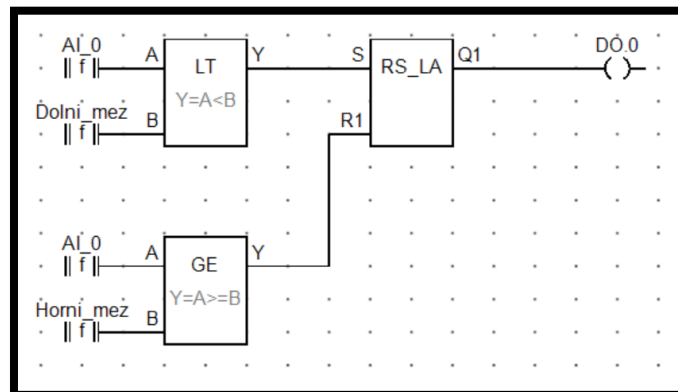 AI_0
f
A
LT
Y
S
RS_LA
Q1
DO.0
Y=A<B
Dolni_mez
f
B
R1
AI_0
f
A
GE
Y
Y=A>=B
Horni_mez
f
B